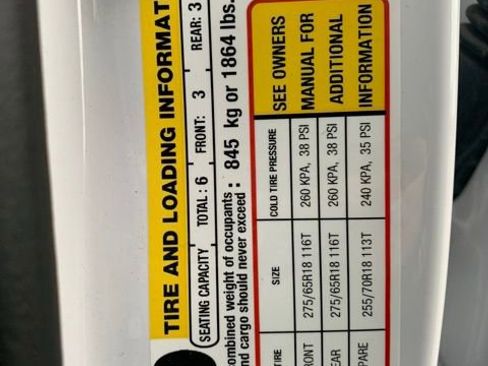 TIRE AND LOADING INFORMAT
SEATING CAPACITY TOTAL: 6 FRONT: 3 REAR: 3
ombined weight of occupants
nd cargo should never exceed : 845 kg or 1864 lbs.
TIRE SIZE COLD TIRE PRESSURE SEE OWNERS
RONT 275/65R18 116T 260 KPA, 38 PSI MANUAL FOR
EAR 275/65R18 116T 260 KPA, 38 PSI ADDITIONAL
PARE 255/70R18 113T 240 KPA, 35 PSI INFORMATION